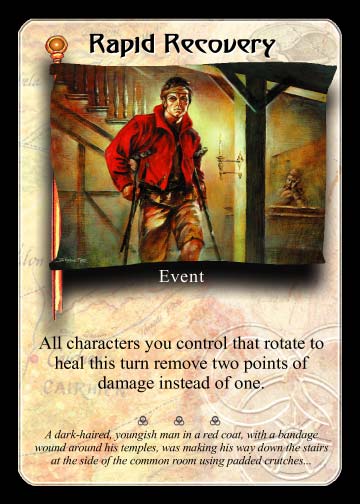 Rapid Recovery
Event
All characters you control that rotate to
heal this turn remove two points of
damage instead of one.
A dark-haired, youngish man in a red coat, with a bandage
wound around his temples, was making his way down the stairs
at the side of the common room using padded crutches...